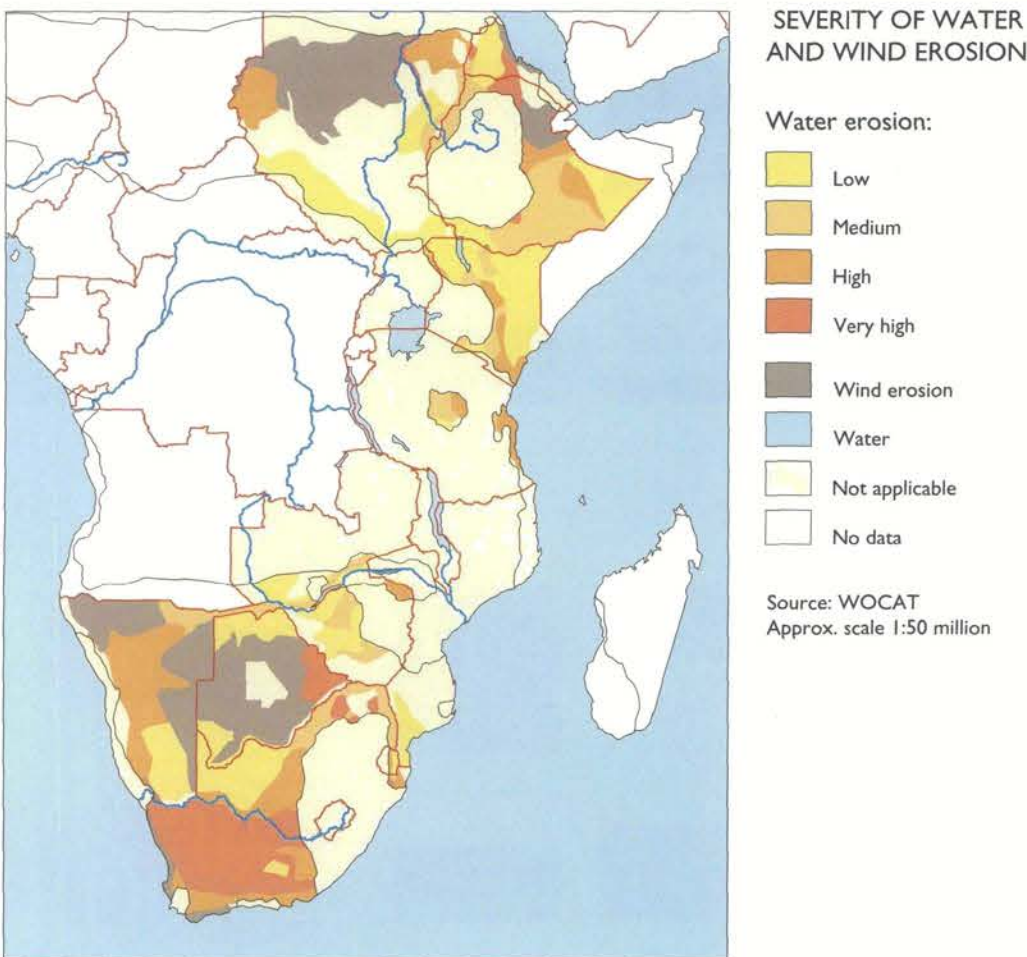 SEVERITY OF WATER
AND WIND EROSION
Water erosion:
Low
Medium
High
Very high
Wind erosion
Water
Not applicable
No data
Source: WOCAT
Approx. scale 1:50 million